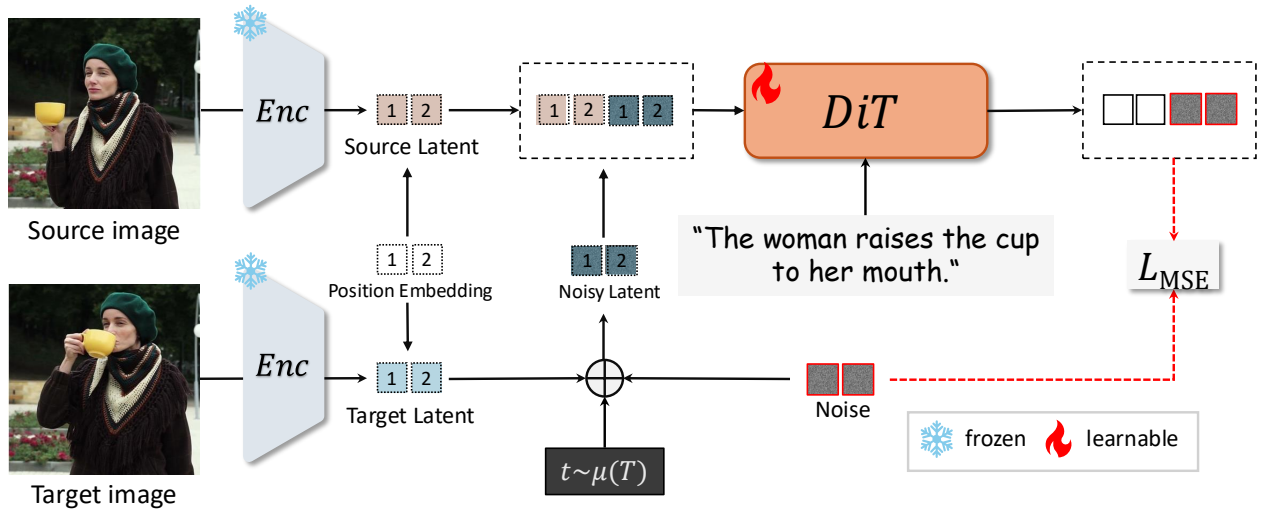 Enc
1 2
Source Latent
1 2 1 2
DiT
Source image
"The woman raises the cup
to her mouth."
1 2
Position Embedding
1 2
Noisy Latent
L_MSE
Enc
1 2
Target Latent
Noise
t~μ(T)
frozen learnable
Target image